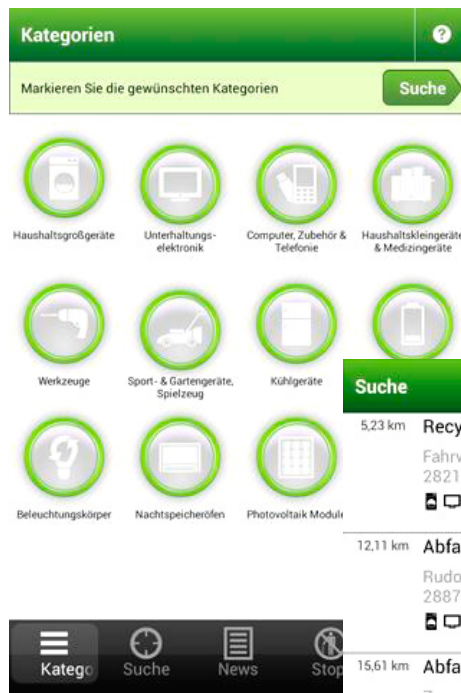 Kategorien
?
Markieren Sie die gewünschten Kategorien
Suche
Haushaltsgroßgeräte
Unterhaltungs-
elektronik
Computer, Zubehör &
Telefonie
Haushaltskleingeräte
& Medizingeräte
Werkzeuge
Sport- & Gartengeräte,
Spielzeug
Kühlgeräte
Beleuchtungskörper
Nachtspeicheröfen
Photovoltaik Module
Suche
5,23 km Recy
Fahrw
2821
12,11 km Abfa
Rudo
2887
15,61 km Abfa
Katego
Suche
News
Stop